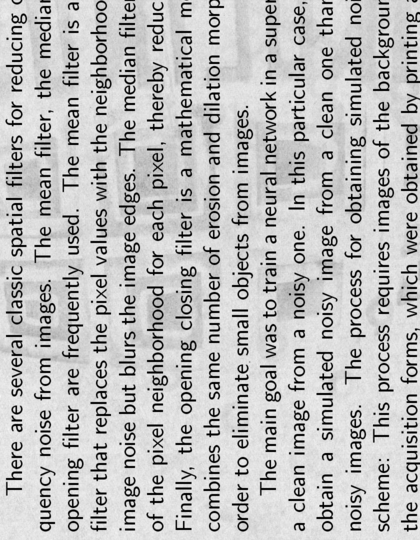 There are several classic spatial filters for reducing
quency noise from images. The mean filter, the median
opening filter are frequently used. The mean filter is a
filter that replaces the pixel values with the neighborhoo
image noise but blurs the image edges. The median filter
of the pixel neighborhood for each pixel, thereby reduc
Finally, the opening closing filter is a mathematical m
combines the same number of erosion and dilation morp
order to eliminate small objects from images.
The main goal was to train a neural network in a super
a clean image from a noisy one. In this particular case,
obtain a simulated noisy image from a clean one than
noisy images. The process for obtaining simulated noi
scheme: This process requires images of the backgroun
the acquisition forms, which were obtained by printing a